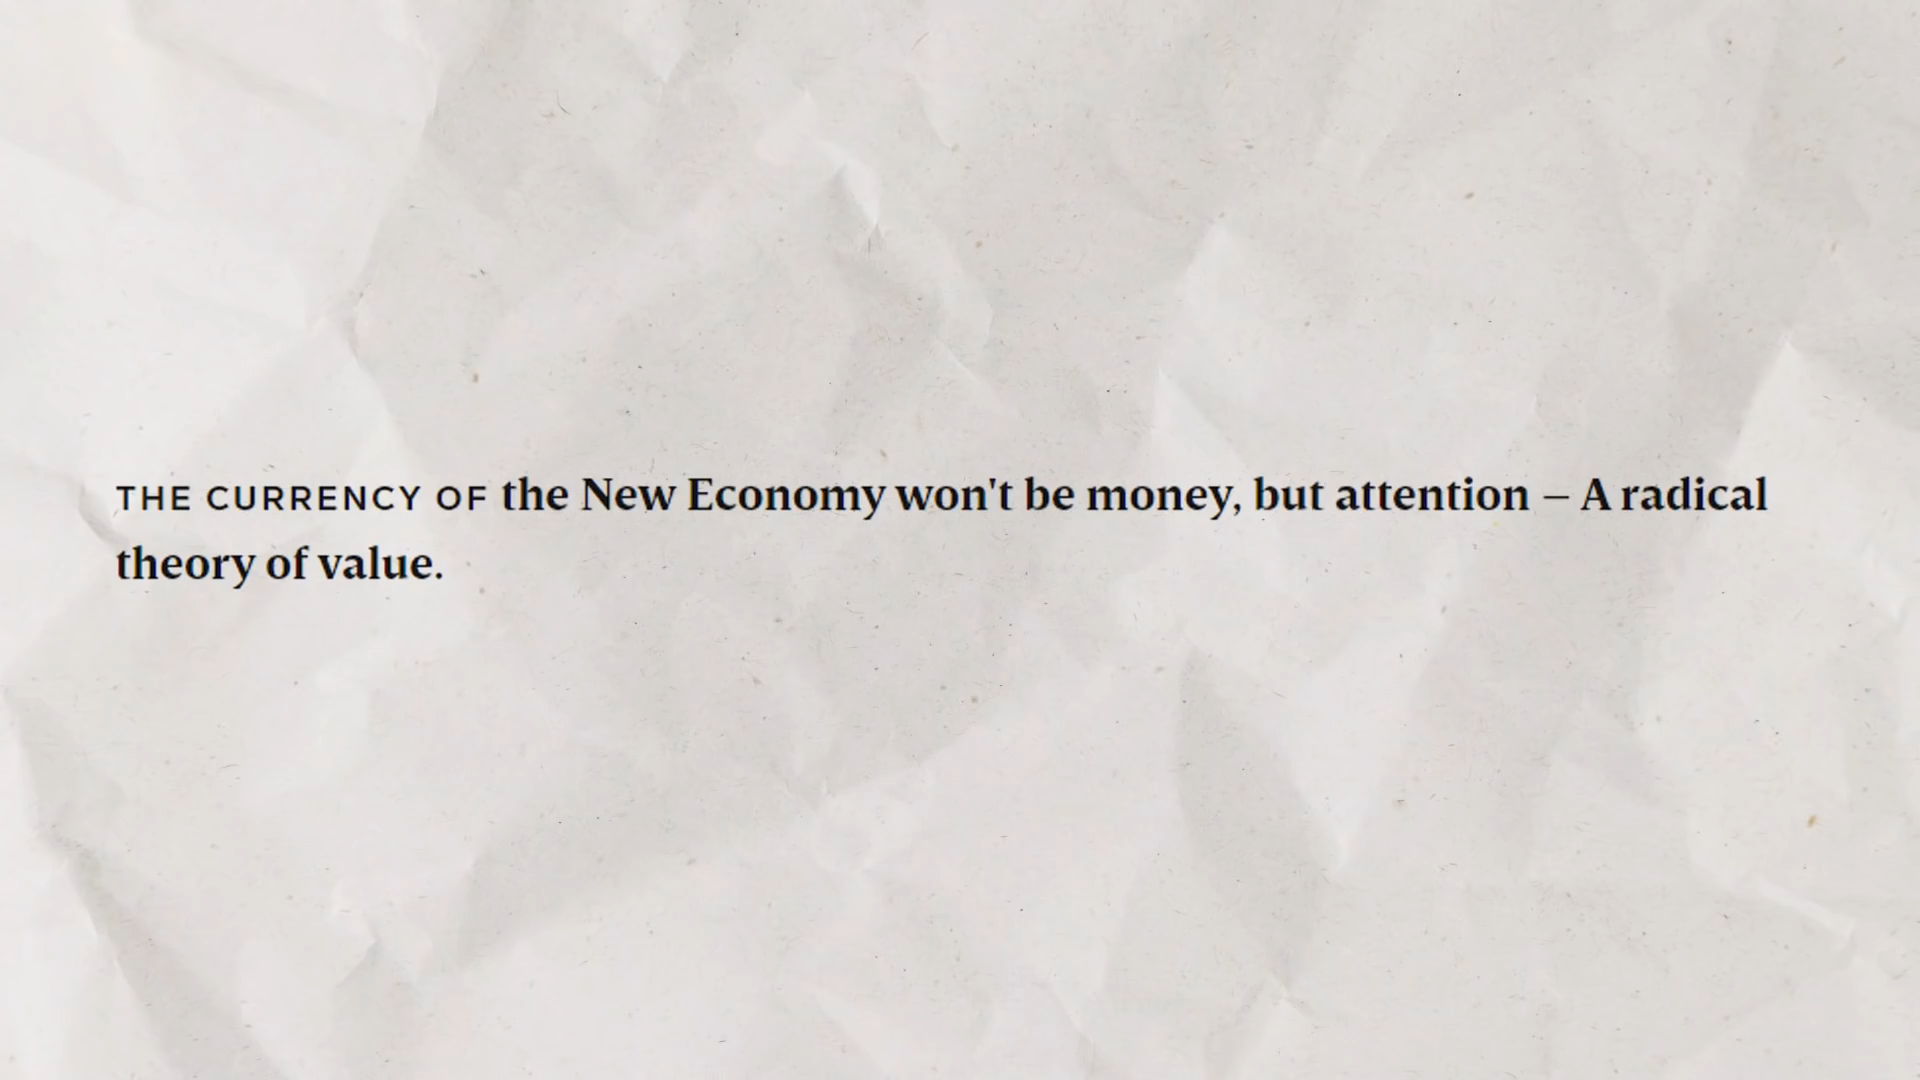 THE CURRENCY OF the New Economy won't be money, but attention – A radical
theory of value.